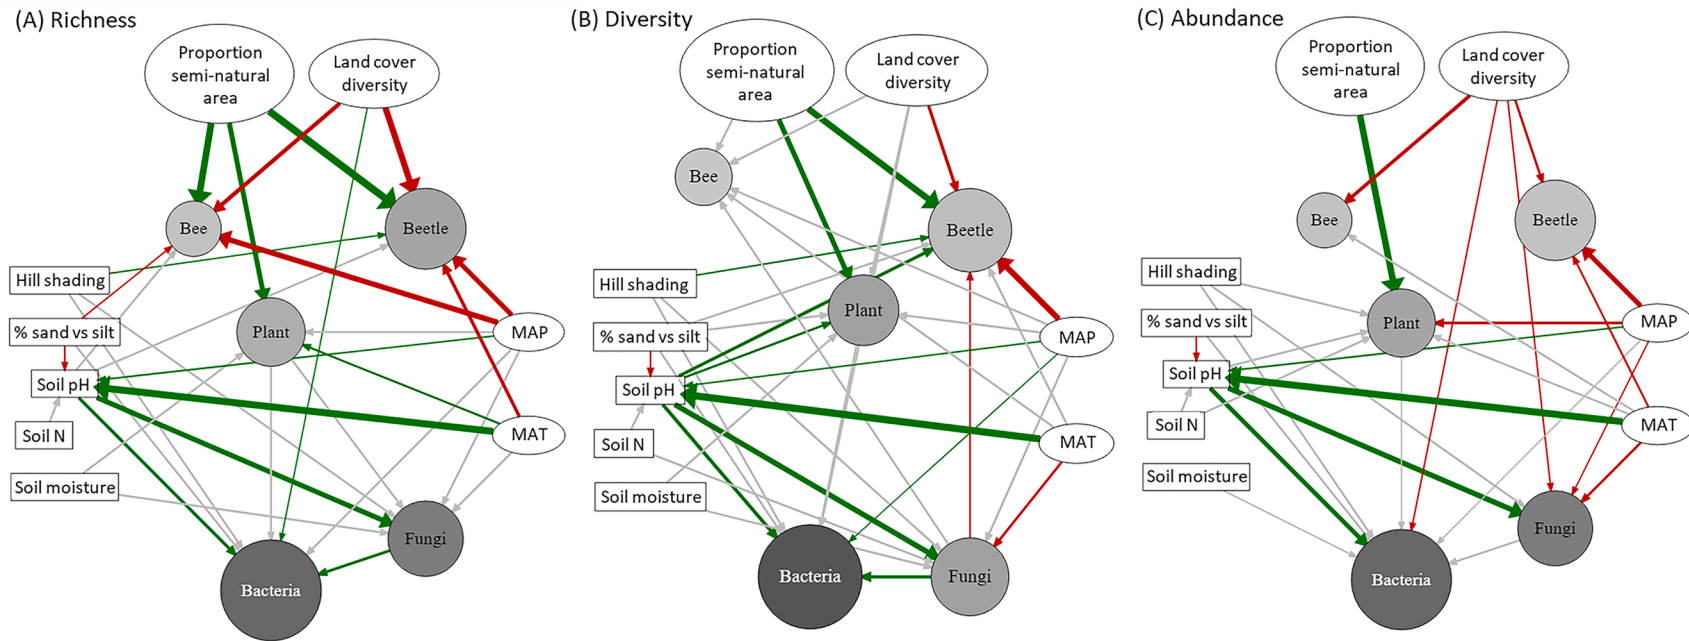 (A) Richness
Proportion
semi-natural
area
Land cover
diversity
Bee
Beetle
Hill shading
% sand vs silt
Plant
MAP
Soil pH
Soil N
MAT
Soil moisture
Fungi
Bacteria
(B) Diversity
Proportion
semi-natural
area
Land cover
diversity
Bee
Beetle
Hill shading
Plant
% sand vs silt
MAP
Soil pH
Soil N
MAT
Soil moisture
Bacteria
Fungi
(C) Abundance
Proportion
semi-natural
area
Land cover
diversity
Bee
Beetle
Hill shading
% sand vs silt
Plant
MAP
Soil pH
Soil N
MAT
Soil moisture
Fungi
Bacteria